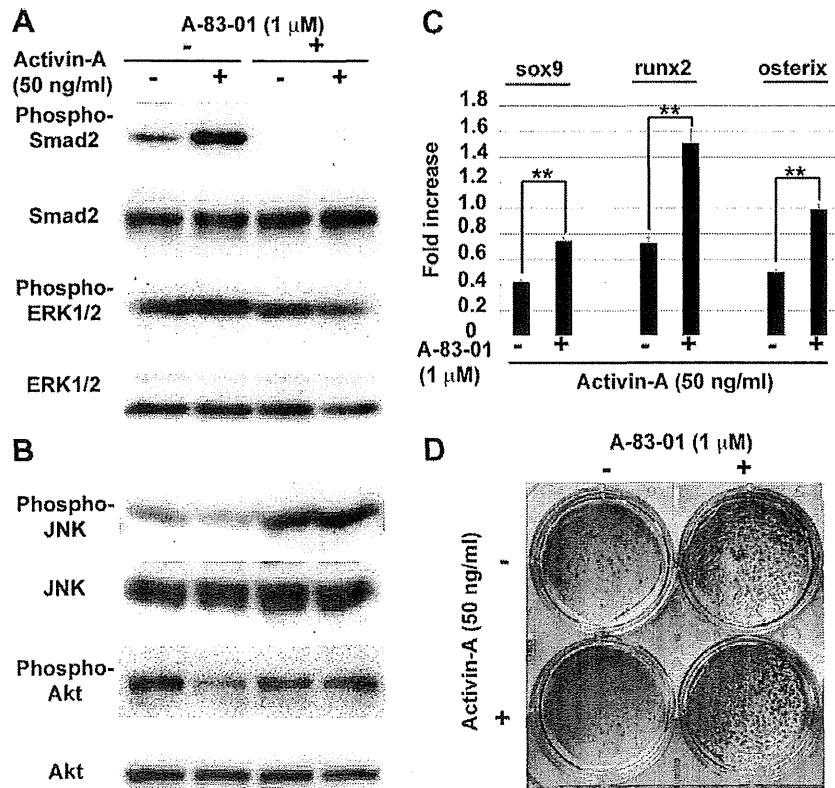 A
A-83-01 (1 μM)
- +
Activin-A
(50 ng/ml)
- + - +
Phospho-
Smad2
Smad2
Phospho-
ERK1/2
ERK1/2
B
Phospho-
JNK
JNK
Phospho-
Akt
Akt
C
sox9 runx2 osterix
Fold increase
1.8
1.6
1.4
1.2
1.0
0.8
0.6
0.4
0.2
0
** ** **
A-83-01
(1 μM)
- + - + - +
Activin-A (50 ng/ml)
D
A-83-01 (1 μM)
- +
Activin-A (50 ng/ml)
-
+